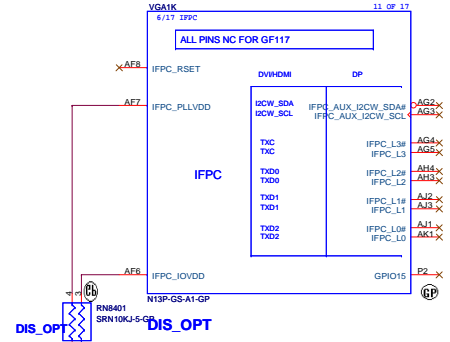 VGA1K
11 OF 17
6/17 IFPC
ALL PINS NC FOR GF117
AF8 IFPC_RSET
DVI/HDMI DP
AF7 IFPC_PLLVDD
I2CW_SDA IFPC_AUX_I2CW_SDA# AG2
I2CW_SCL IFPC_AUX_I2CW_SCL AG3
TXC IFPC_L3# AG4
TXC IFPC_L3 AG5
IFPC
TXD0 IFPC_L2# AH4
TXD0 IFPC_L2 AH3
TXD1 IFPC_L1# AJ2
TXD1 IFPC_L1 AJ3
TXD2 IFPC_L0# AJ1
TXD2 IFPC_L0 AK1
AF6 IFPC_IOVDD
GPIO15 P2
GP
N13P-GS-A1-GP
4 3
RN8401
SRN10KJ-5-GP
DIS_OPT
DIS_OPT